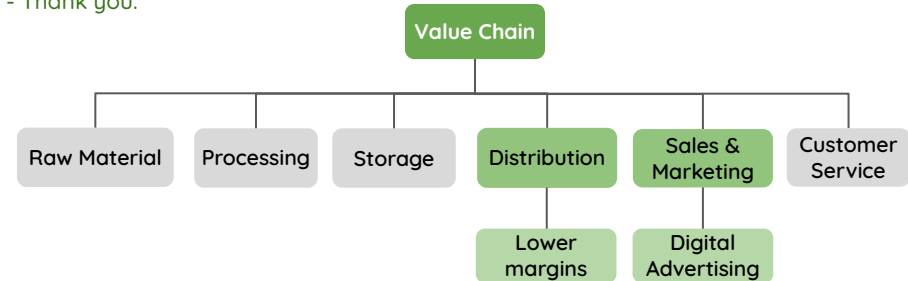 - Thank you.
Value Chain
Raw Material
Processing
Storage
Distribution
Sales &
Marketing
Customer
Service
Lower
margins
Digital
Advertising